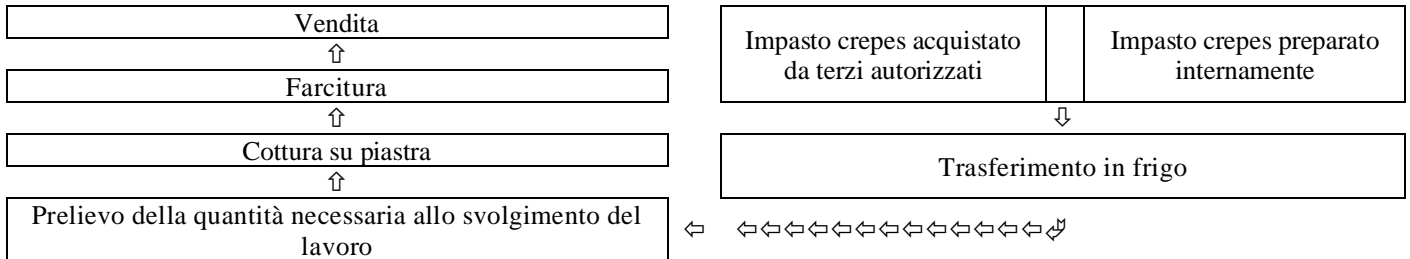 Vendita
Farcitura
Cottura su piastra
Prelievo della quantità necessaria allo svolgimento del
lavoro
Impasto crepes acquistato
da terzi autorizzati
Impasto crepes preparato
internamente
Trasferimento in frigo